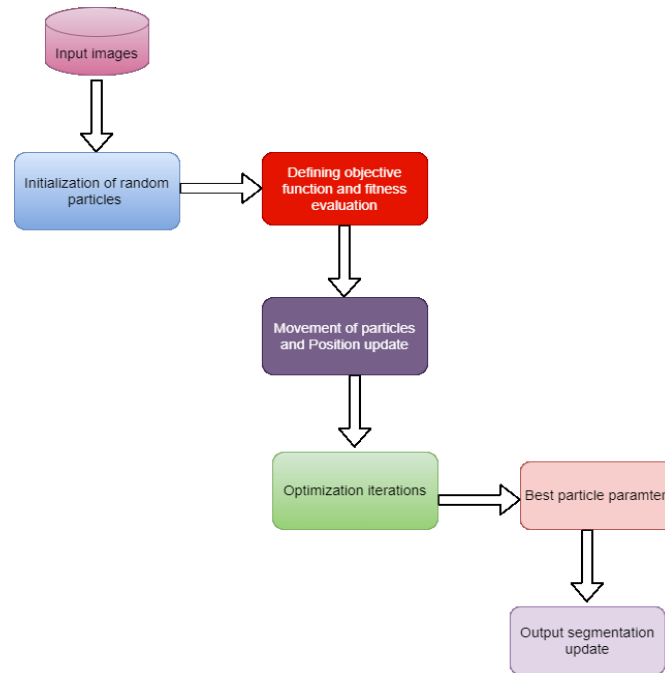 Input images
Initialization of random
particles
Defining objective
function and fitness
evaluation
Movement of particles
and Position update
Optimization iterations
Best particle paramter
Output segmentation
update